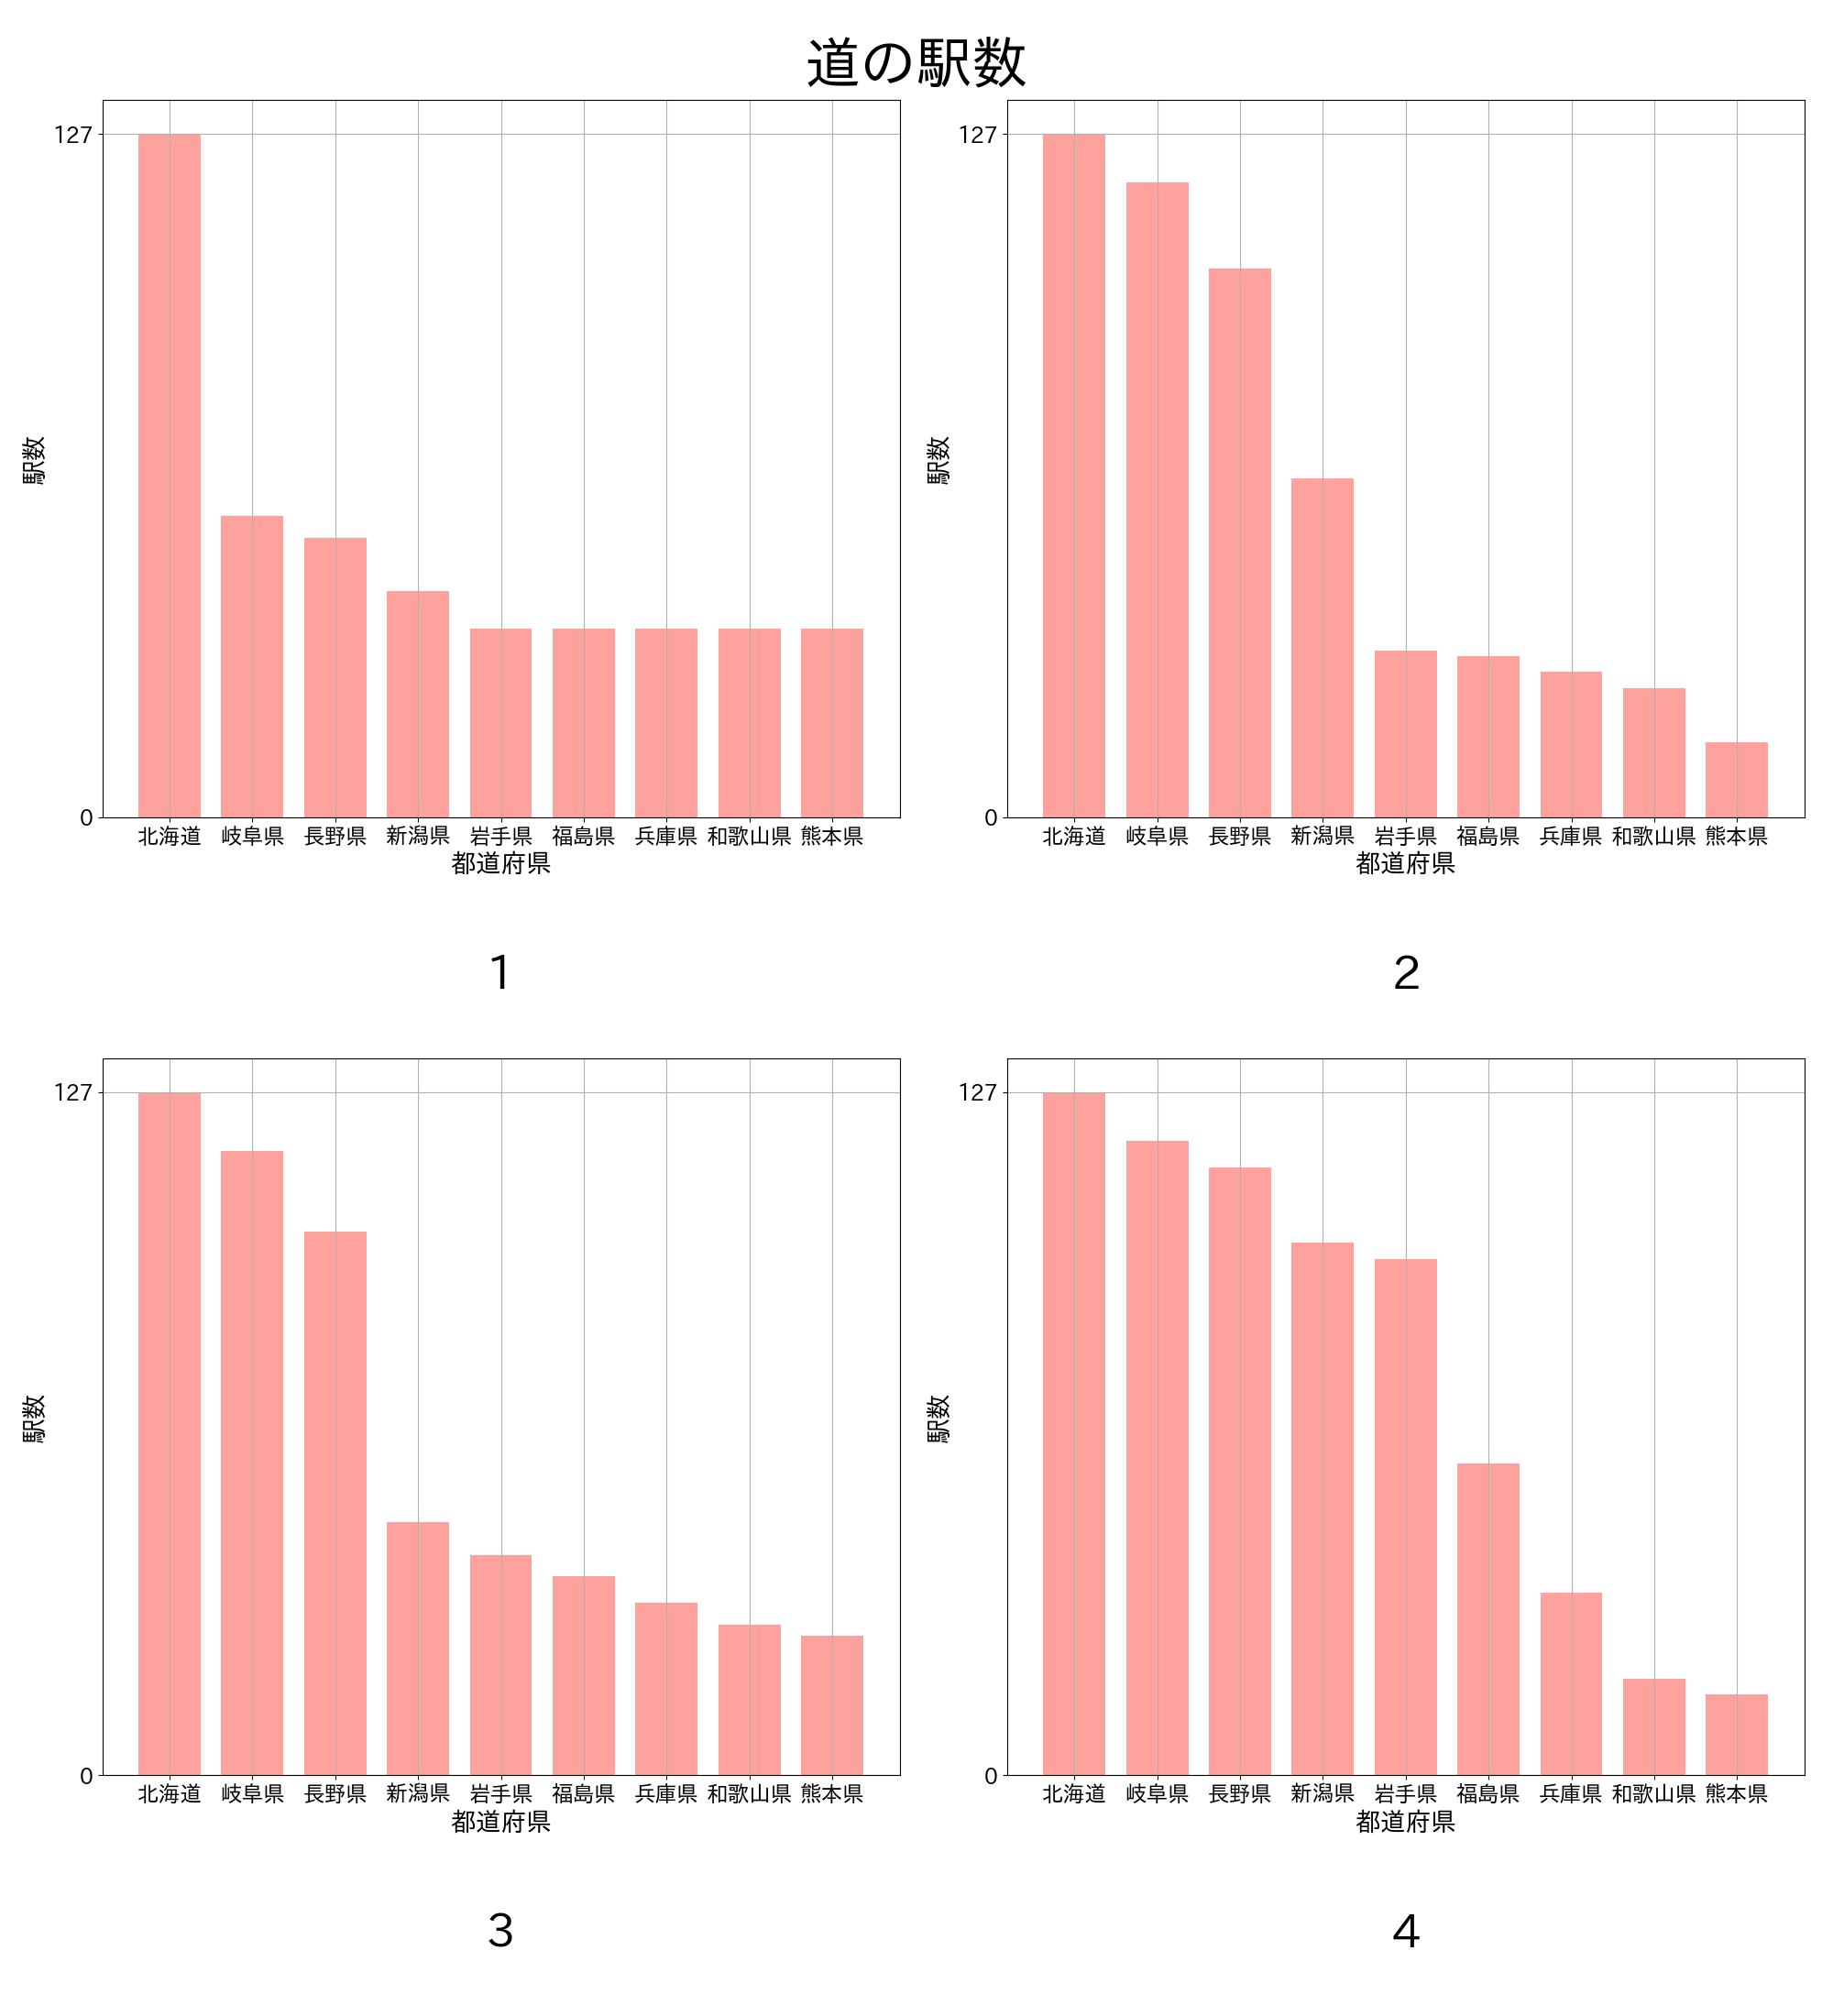 道の駅数
127
0
駅数
北海道 岐阜県 長野県 新潟県 岩手県 福島県 兵庫県 和歌山県 熊本県
都道府県
1
127
0
駅数
北海道 岐阜県 長野県 新潟県 岩手県 福島県 兵庫県 和歌山県 熊本県
都道府県
2
127
0
駅数
北海道 岐阜県 長野県 新潟県 岩手県 福島県 兵庫県 和歌山県 熊本県
都道府県
3
127
0
駅数
北海道 岐阜県 長野県 新潟県 岩手県 福島県 兵庫県 和歌山県 熊本県
都道府県
4